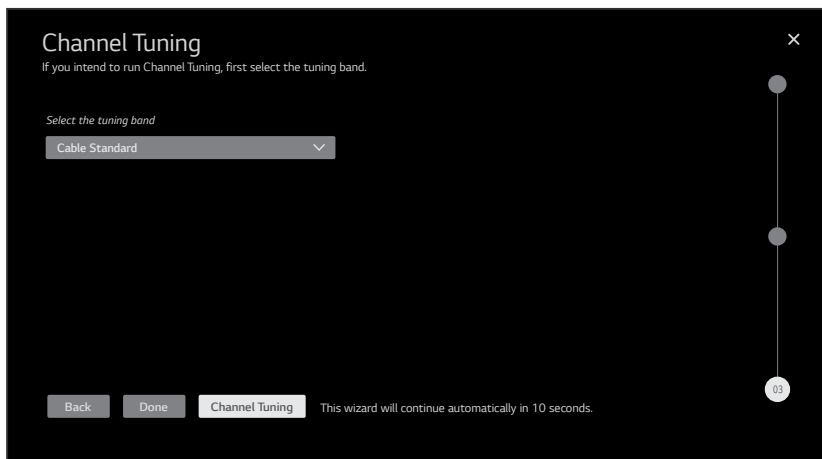 Channel Tuning
If you intend to run Channel Tuning, first select the tuning band.
Select the tuning band
Cable Standard
03
Back Done Channel Tuning This wizard will continue automatically in 10 seconds.